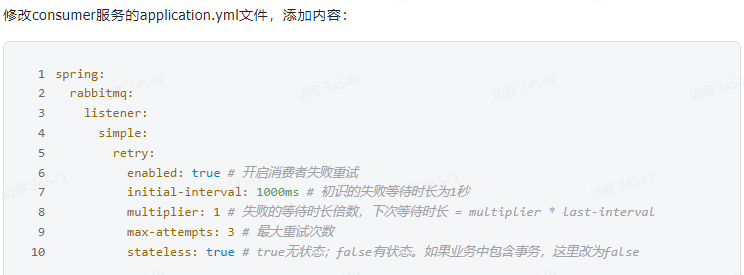 修改consumer服务的application.yml文件，添加内容：
1 spring:
2 rabbitmq:
3 listener:
4 simple:
5 retry:
6 enabled: true # 开启消费者失败重试
7 initial-interval: 1000ms # 初识的失败等待时长为1秒
8 multiplier: 1 # 失败的等待时长倍数，下次等待时长 = multiplier * last-interval
9 max-attempts: 3 # 最大重试次数
10 stateless: true # true无状态；false有状态。如果业务中包含事务，这里改为false
访客 34549
访客 34549
访客 34549
访客 34549
访客 34549
访客 34549